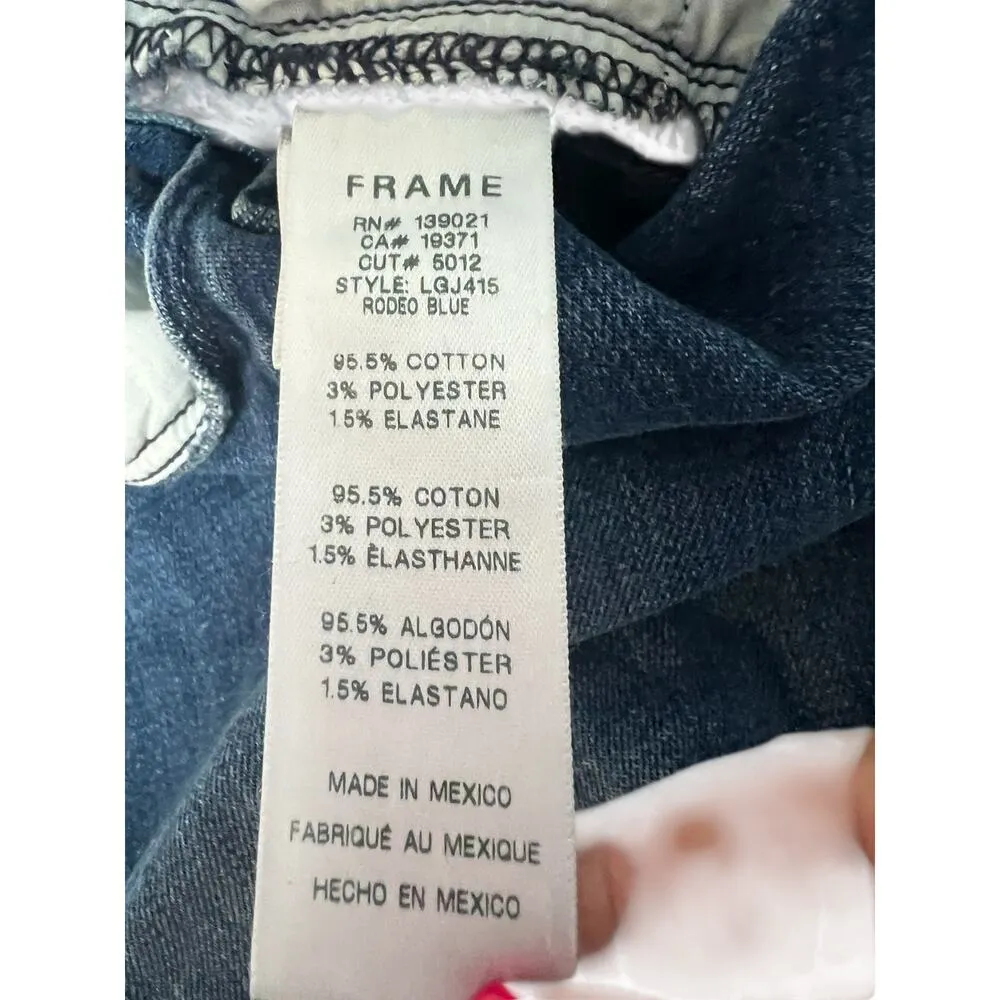 FRAME
RN# 139021
CA# 19371
CUT# 5012
STYLE: LGJ415
RODEO BLUE
95.5% COTTON
3% POLYESTER
1.5% ELASTANE
95.5% COTON
3% POLYESTER
1.5% ÈLASTHANNE
95.5% ALGODÓN
3% POLIÉSTER
1.5% ELASTANO
MADE IN MEXICO
FABRIQUÉ AU MEXIQUE
HECHO EN MEXICO